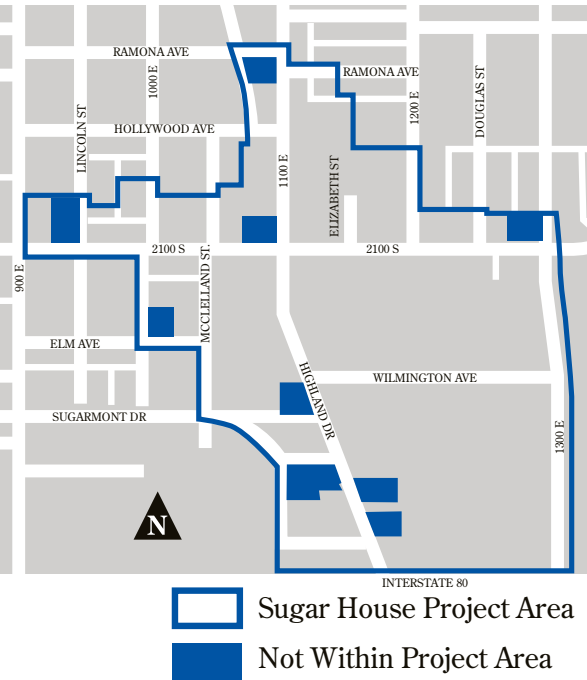 RAMONA AVE
RAMONA AVE
1000 E
1200 E
DOUGLAS ST
LINCOLN ST
HOLLYWOOD AVE
1100 E
ELIZABETH ST
2100 S
2100 S
900 E
MCCLELLAND ST.
ELM AVE
HIGHLAND DR
WILMINGTON AVE
SUGARMONT DR
1300 E
N
INTERSTATE 80
Sugar House Project Area
Not Within Project Area